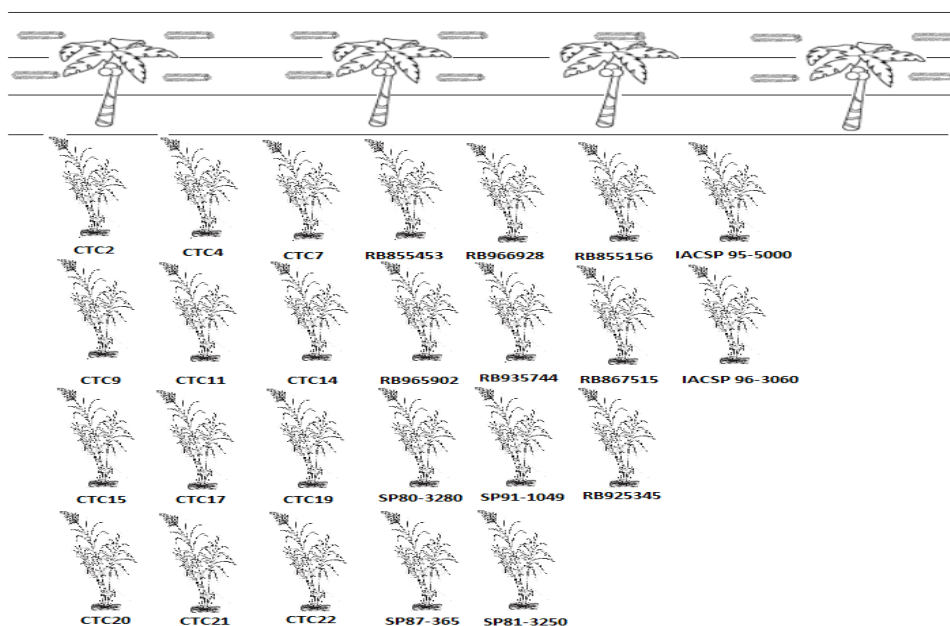 CTC2 CTC4 CTC7 RB855453 RB966928 RB855156 IACSP 95-5000
CTC9 CTC11 CTC14 RB965902 RB935744 RB867515 IACSP 96-3060
CTC15 CTC17 CTC19 SP80-3280 SP91-1049 RB925345
CTC20 CTC21 CTC22 SP87-365 SP81-3250